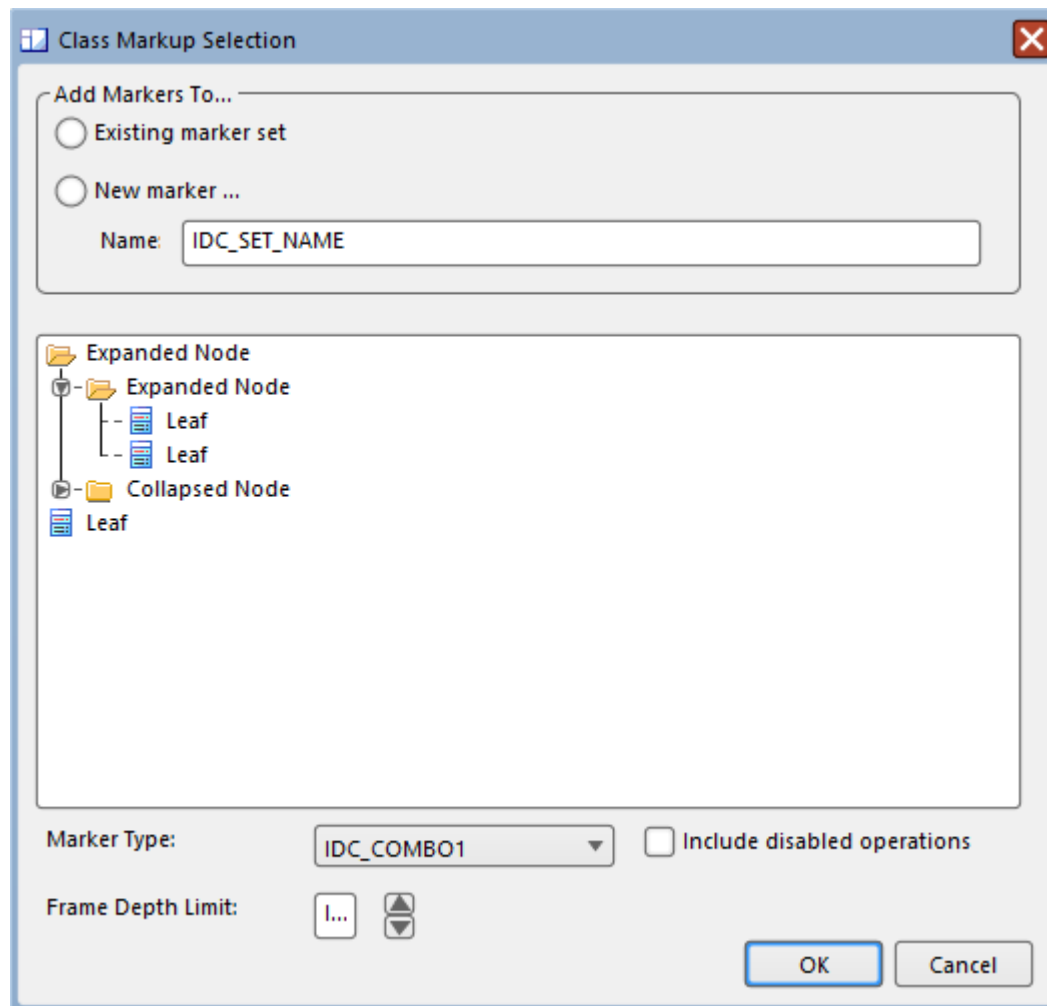 Class Markup Selection
Add Markers To...
Existing marker set
New marker ...
Name:
IDC_SET_NAME
Expanded Node
Expanded Node
Leaf
Leaf
Collapsed Node
Leaf
Marker Type:
IDC_COMBO1
Include disabled operations
Frame Depth Limit:
I...
OK
Cancel